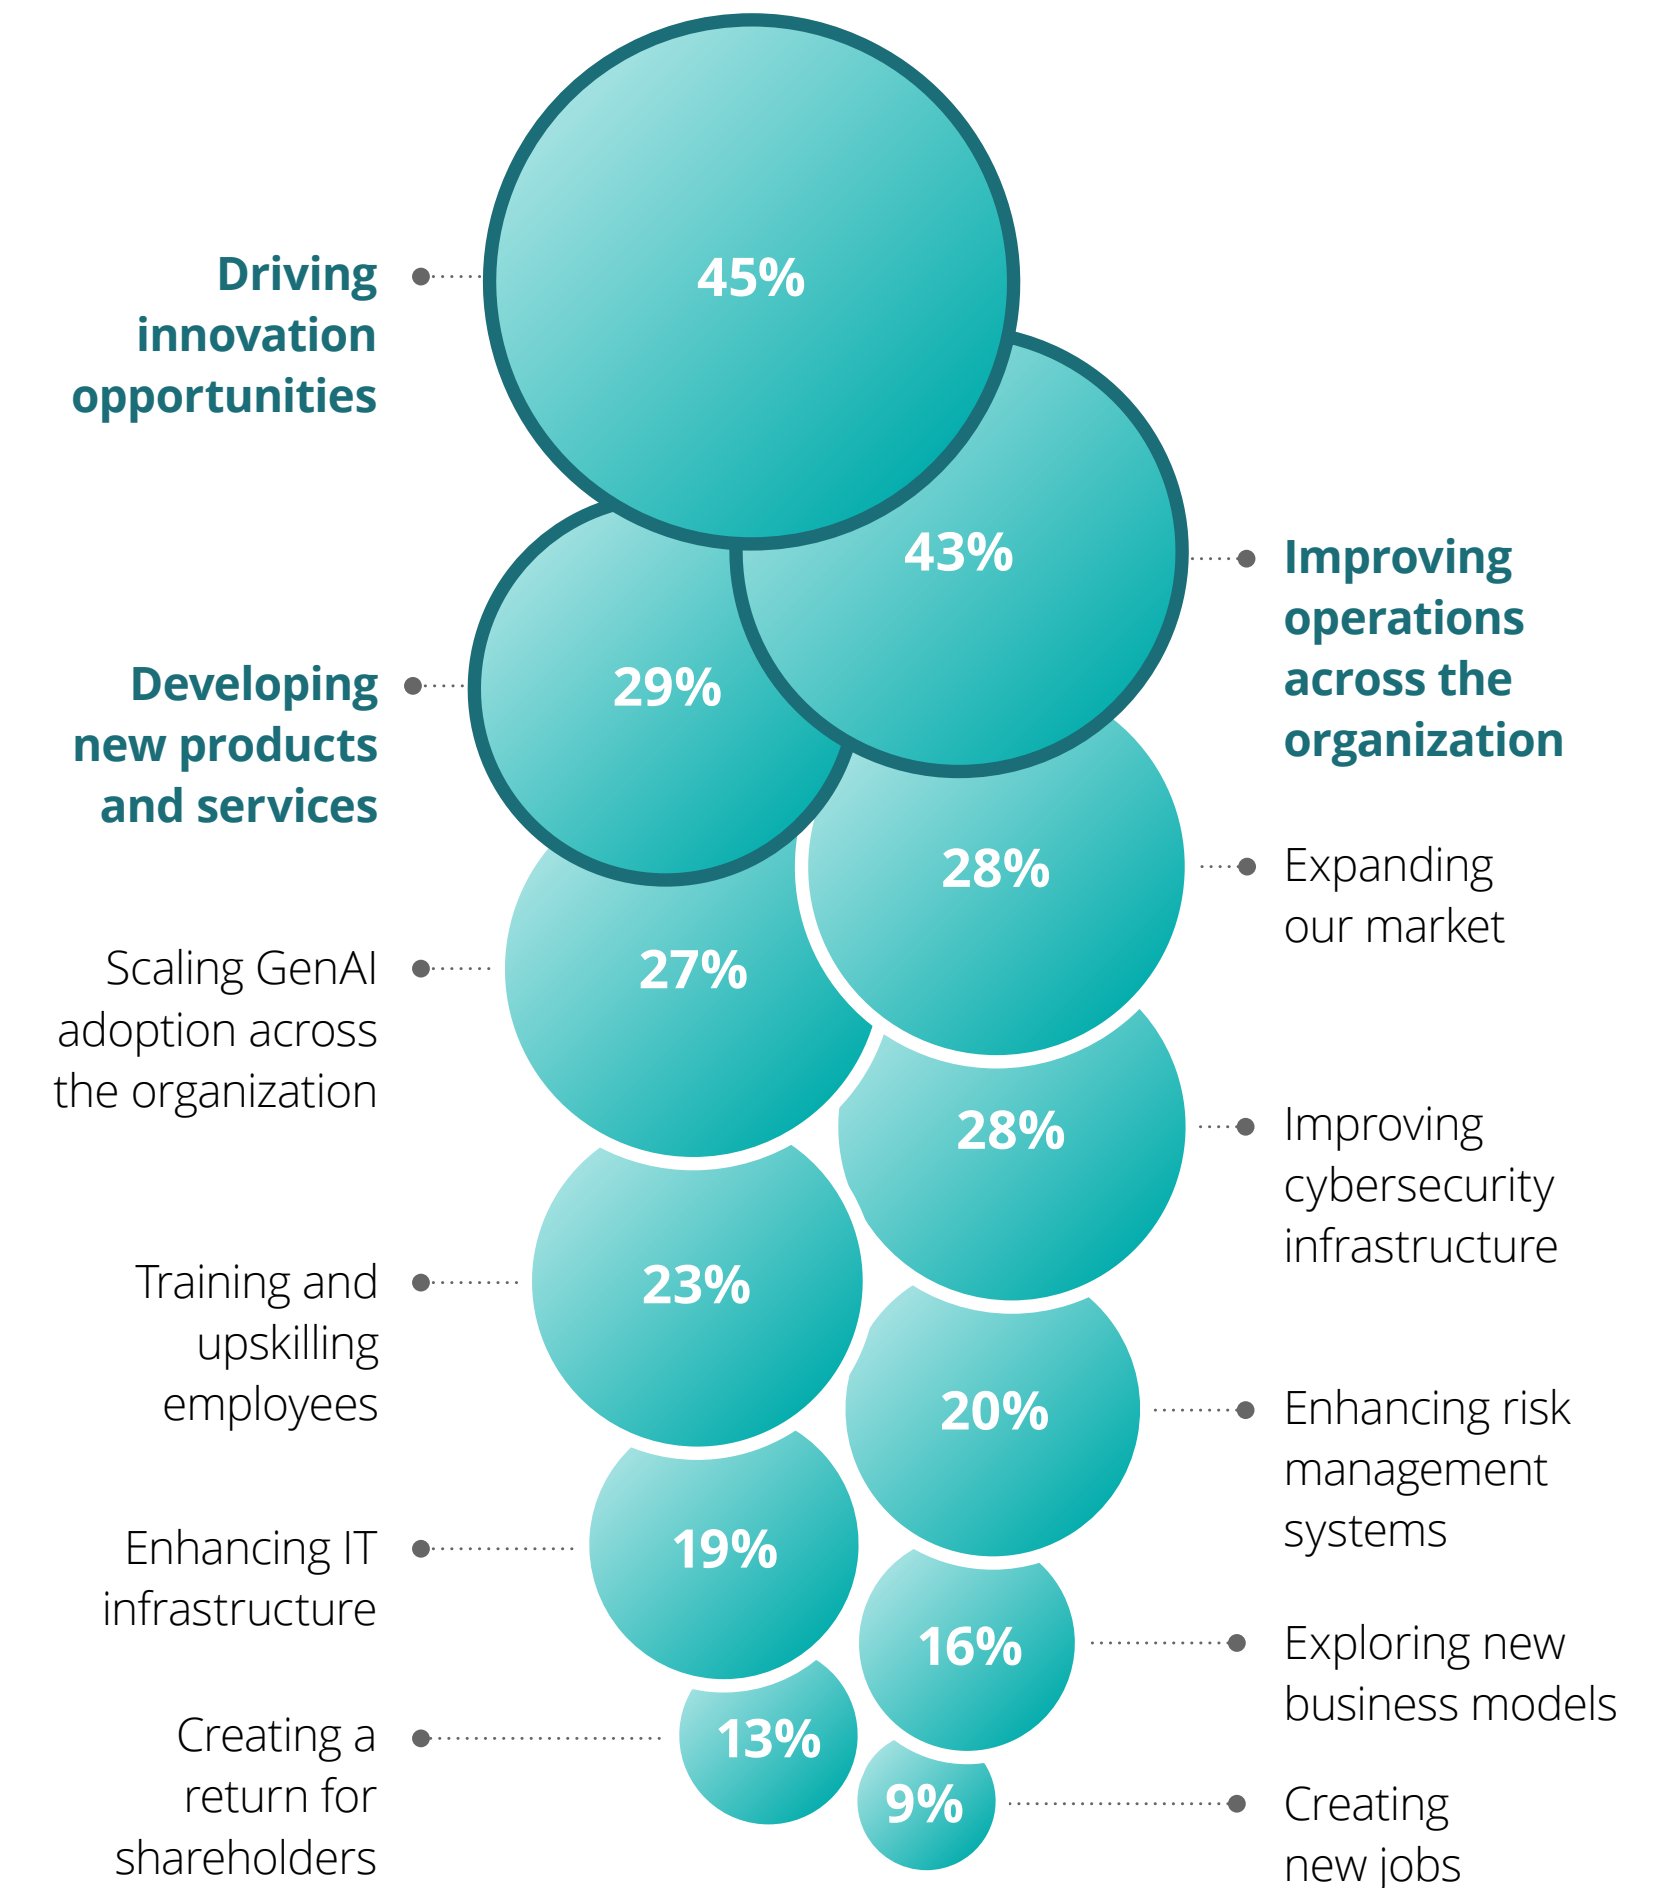 45%
Driving
innovation
opportunities
43%
Improving
operations
across the
organization
29%
Developing
new products
and services
28%
Expanding
our market
27%
Scaling GenAI
adoption across
the organization
28%
Improving
cybersecurity
infrastructure
23%
Training and
upskilling
employees
20%
Enhancing risk
management
systems
19%
Enhancing IT
infrastructure
16%
Exploring new
business models
13%
Creating a
return for
shareholders
9%
Creating
new jobs